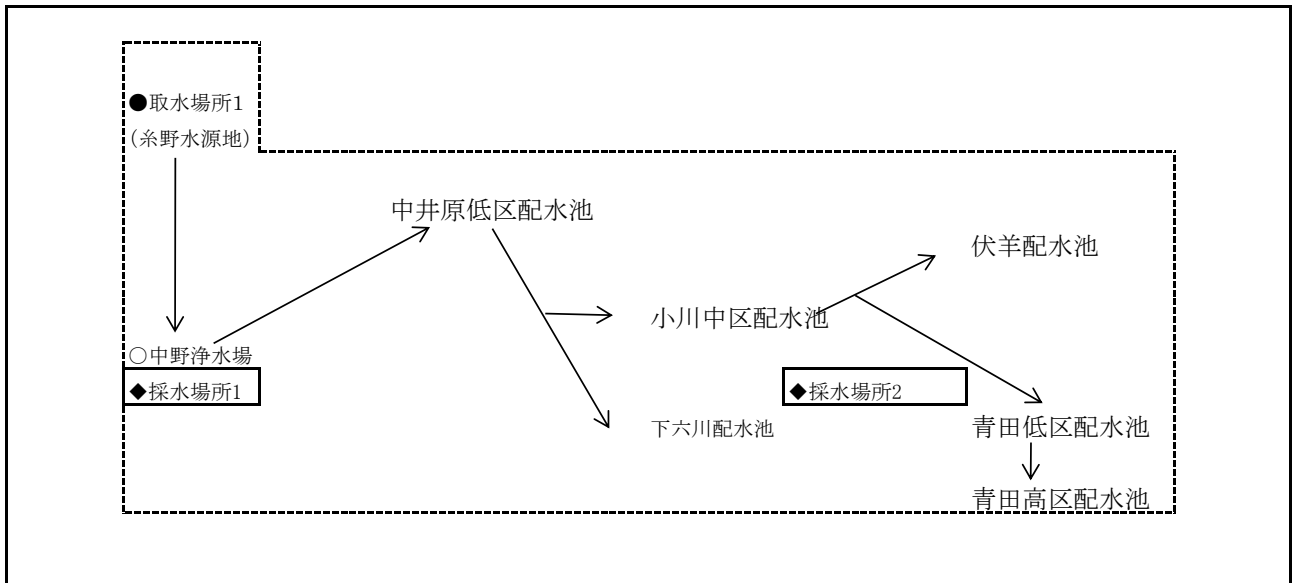 ●取水場所1
(糸野水源地)
中井原低区配水池
伏羊配水池
小川中区配水池
○中野浄水場
◆採水場所1
◆採水場所2
下六川配水池
青田低区配水池
青田高区配水池